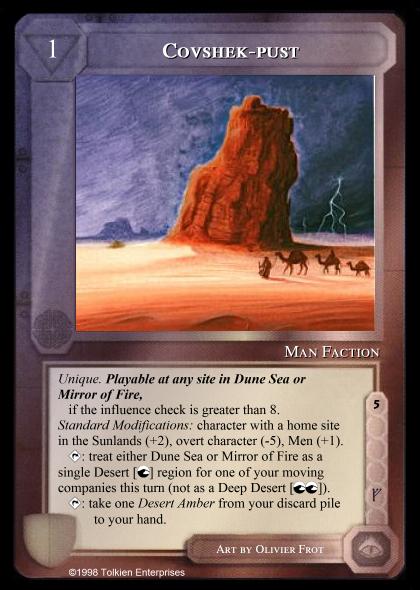 1
COVSHEK-PUST
MAN FACTION
Unique. Playable at any site in Dune Sea or
Mirror of Fire,
if the influence check is greater than 8.
Standard Modifications: character with a home site
in the Sunlands (+2), overt character (-5), Men (+1).
: treat either Dune Sea or Mirror of Fire as a
single Desert [] region for one of your moving
companies this turn (not as a Deep Desert []).
: take one Desert Amber from your discard pile
to your hand.
5
ART BY OLIVIER FROT
©1998 Tolkien Enterprises